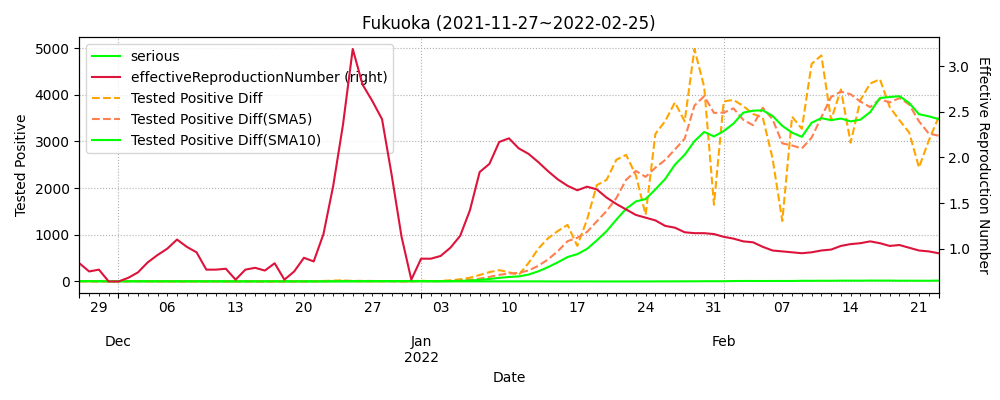 Fukuoka (2021-11-27~2022-02-25)
serious
effectiveReproductionNumber (right)
Tested Positive Diff
Tested Positive Diff(SMA5)
Tested Positive Diff(SMA10)
Tested Positive
5000
4000
3000
2000
1000
0
3.0
2.5
2.0
1.5
1.0
Effective Reproduction Number
29 06 13 20 27 03 10 17 24 31 07 14 21
Dec Jan Feb
2022
Date